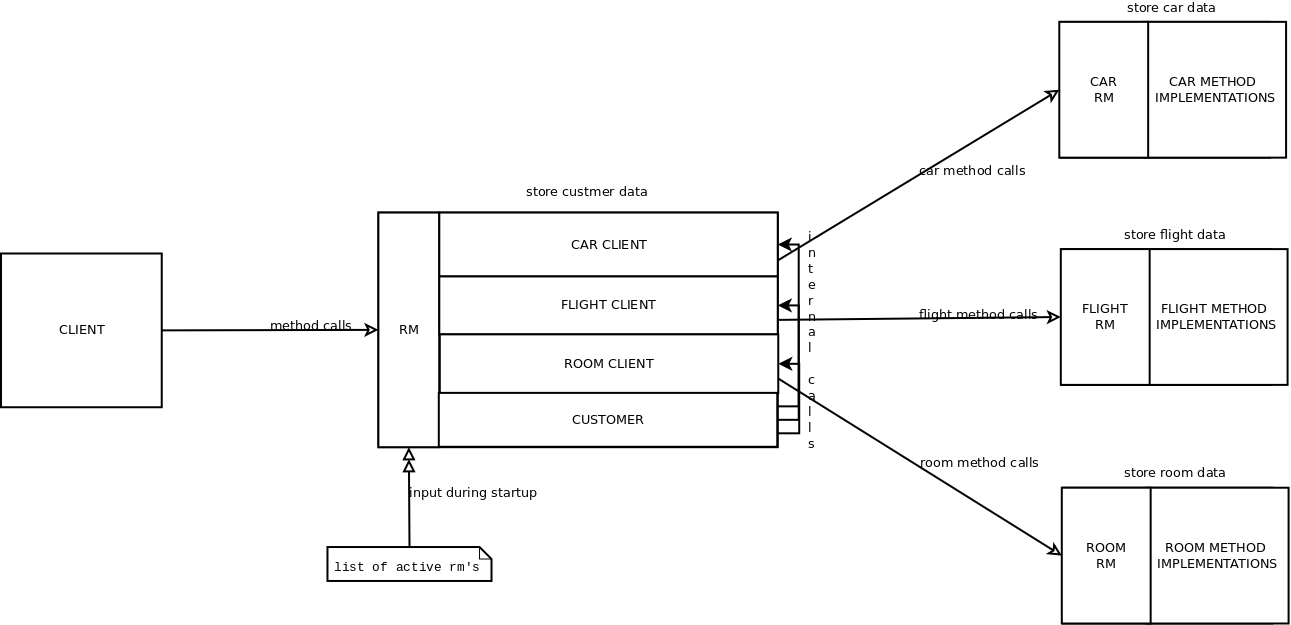 store car data
CAR
RM
CAR METHOD
IMPLEMENTATIONS
car method calls
store custmer data
CAR CLIENT
FLIGHT CLIENT
ROOM CLIENT
CUSTOMER
RM
internal calls
CLIENT
method calls
store flight data
FLIGHT
RM
FLIGHT METHOD
IMPLEMENTATIONS
flight method calls
room method calls
store room data
ROOM
RM
ROOM METHOD
IMPLEMENTATIONS
input during startup
list of active rm's